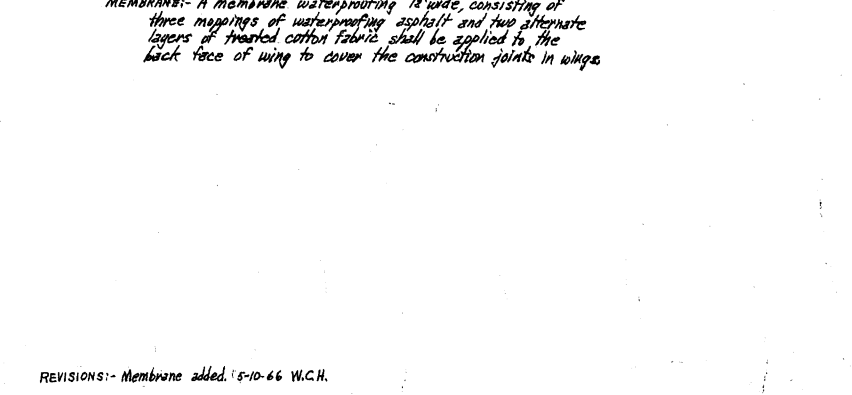 MEMBRANE:- A membrane waterproofing 12" wide, consisting of
three moppings of waterproofing asphalt and two alternate
layers of treated cotton fabric shall be applied to the
back face of wing to cover the construction joints in wings
REVISIONS:- Membrane added. 5-10-66 W.C.H.